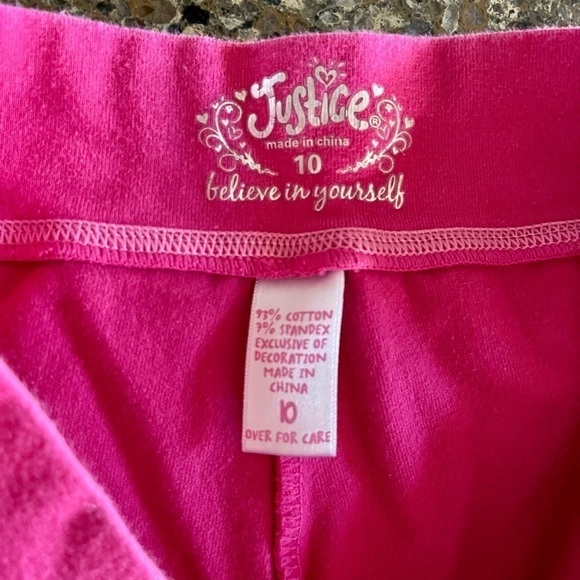 Justice®
made in china
10
believe in yourself
93% COTTON
7% SPANDEX
EXCLUSIVE OF
DECORATION
MADE IN
CHINA
10
OVER FOR CARE